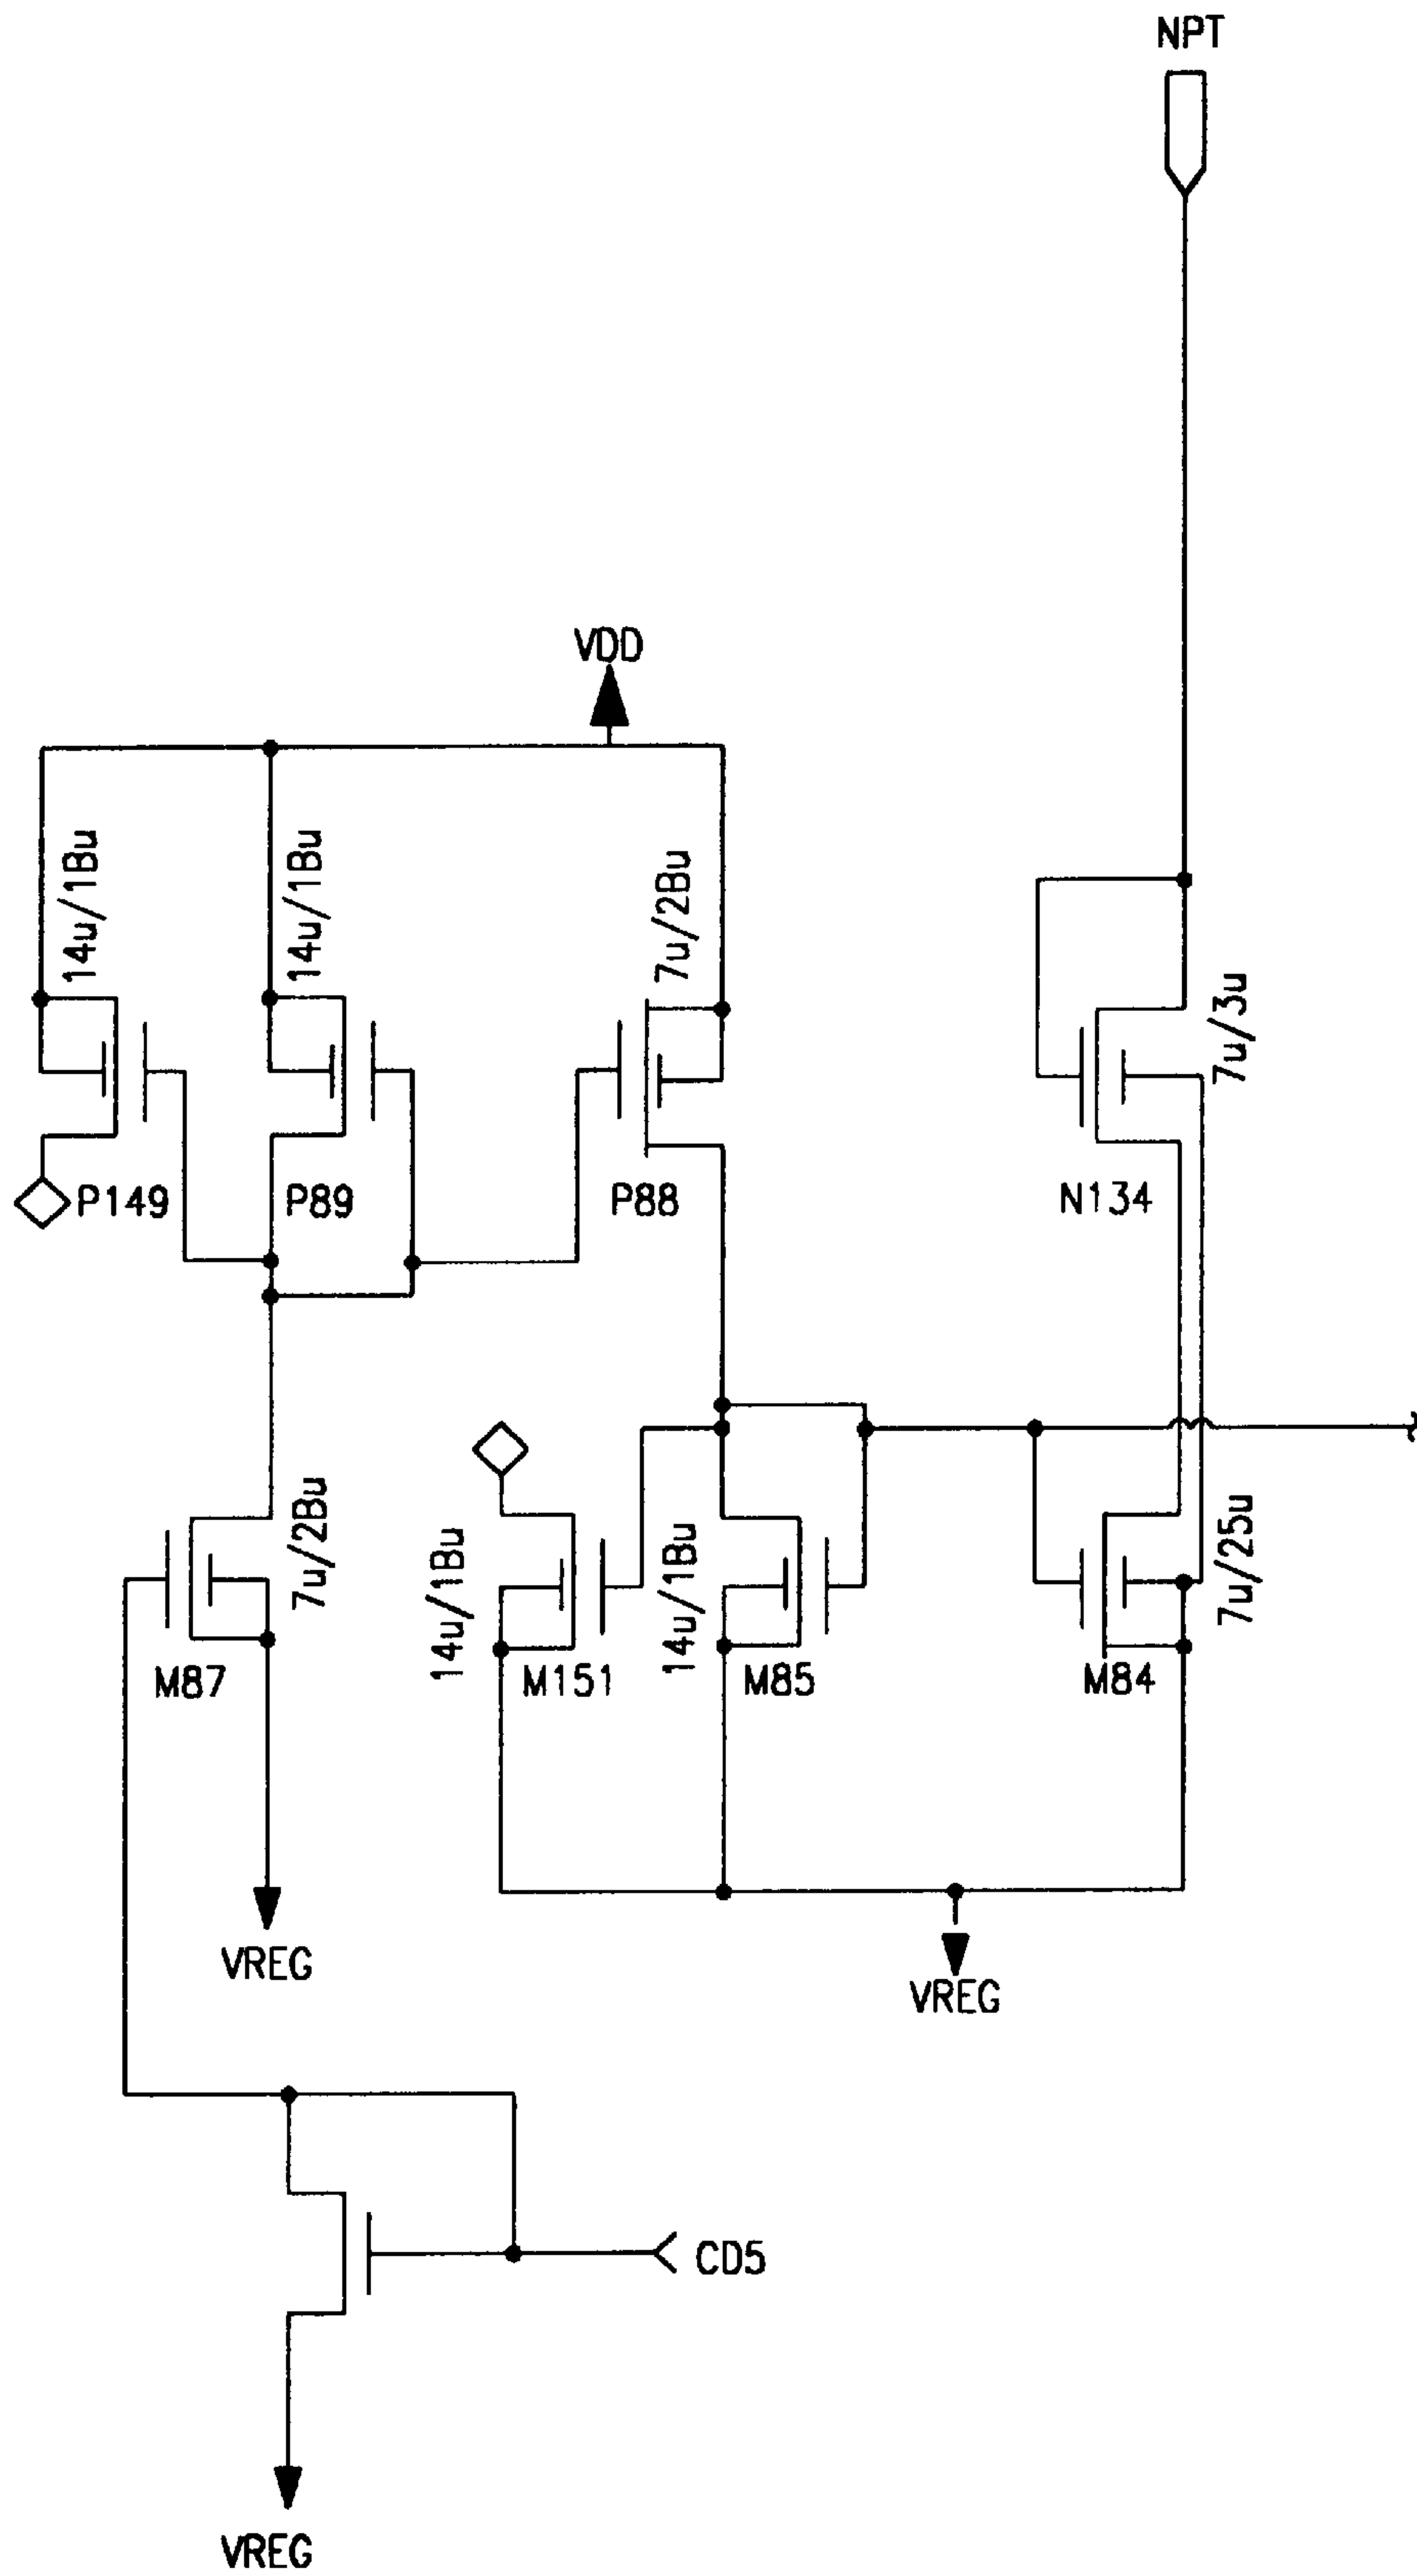 NPT
VDD
14u/1Bu
14u/1Bu
7u/2Bu
7u/3u
P149
P89
P88
N134
7u/2Bu
14u/1Bu
14u/1Bu
7u/25u
M87
M151
M85
M84
VREG
VREG
CD5
VREG